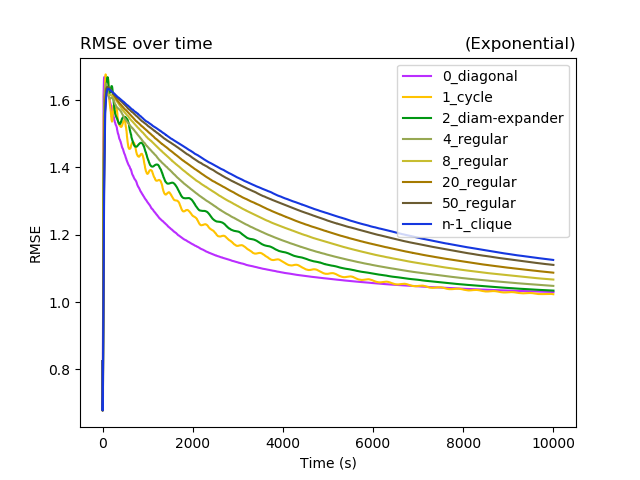 RMSE over time
(Exponential)
0_diagonal
1_cycle
2_diam-expander
4_regular
8_regular
20_regular
50_regular
n-1_clique
1.6
1.4
1.2
1.0
0.8
RMSE
0 2000 4000 6000 8000 10000
Time (s)